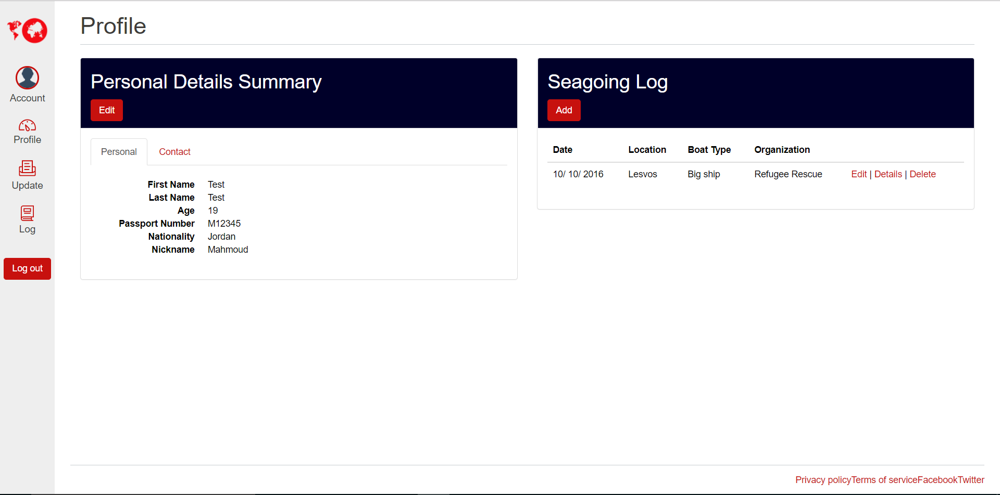 Profile
Account
Profile
Update
Log
Log out
Personal Details Summary
Edit
Personal Contact
First Name Test
Last Name Test
Age 19
Passport Number M12345
Nationality Jordan
Nickname Mahmoud
Seagoing Log
Add
Date Location Boat Type Organization
10/ 10/ 2016 Lesvos Big ship Refugee Rescue Edit | Details | Delete
Privacy policyTerms of serviceFacebookTwitter